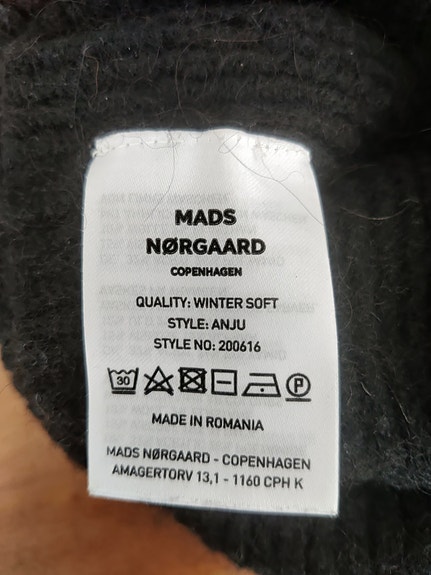 MADS
NØRGAARD
COPENHAGEN
QUALITY: WINTER SOFT
STYLE: ANJU
STYLE NO: 200616
30 P
MADE IN ROMANIA
MADS NØRGAARD - COPENHAGEN
AMAGERTORV 13,1 - 1160 CPH K